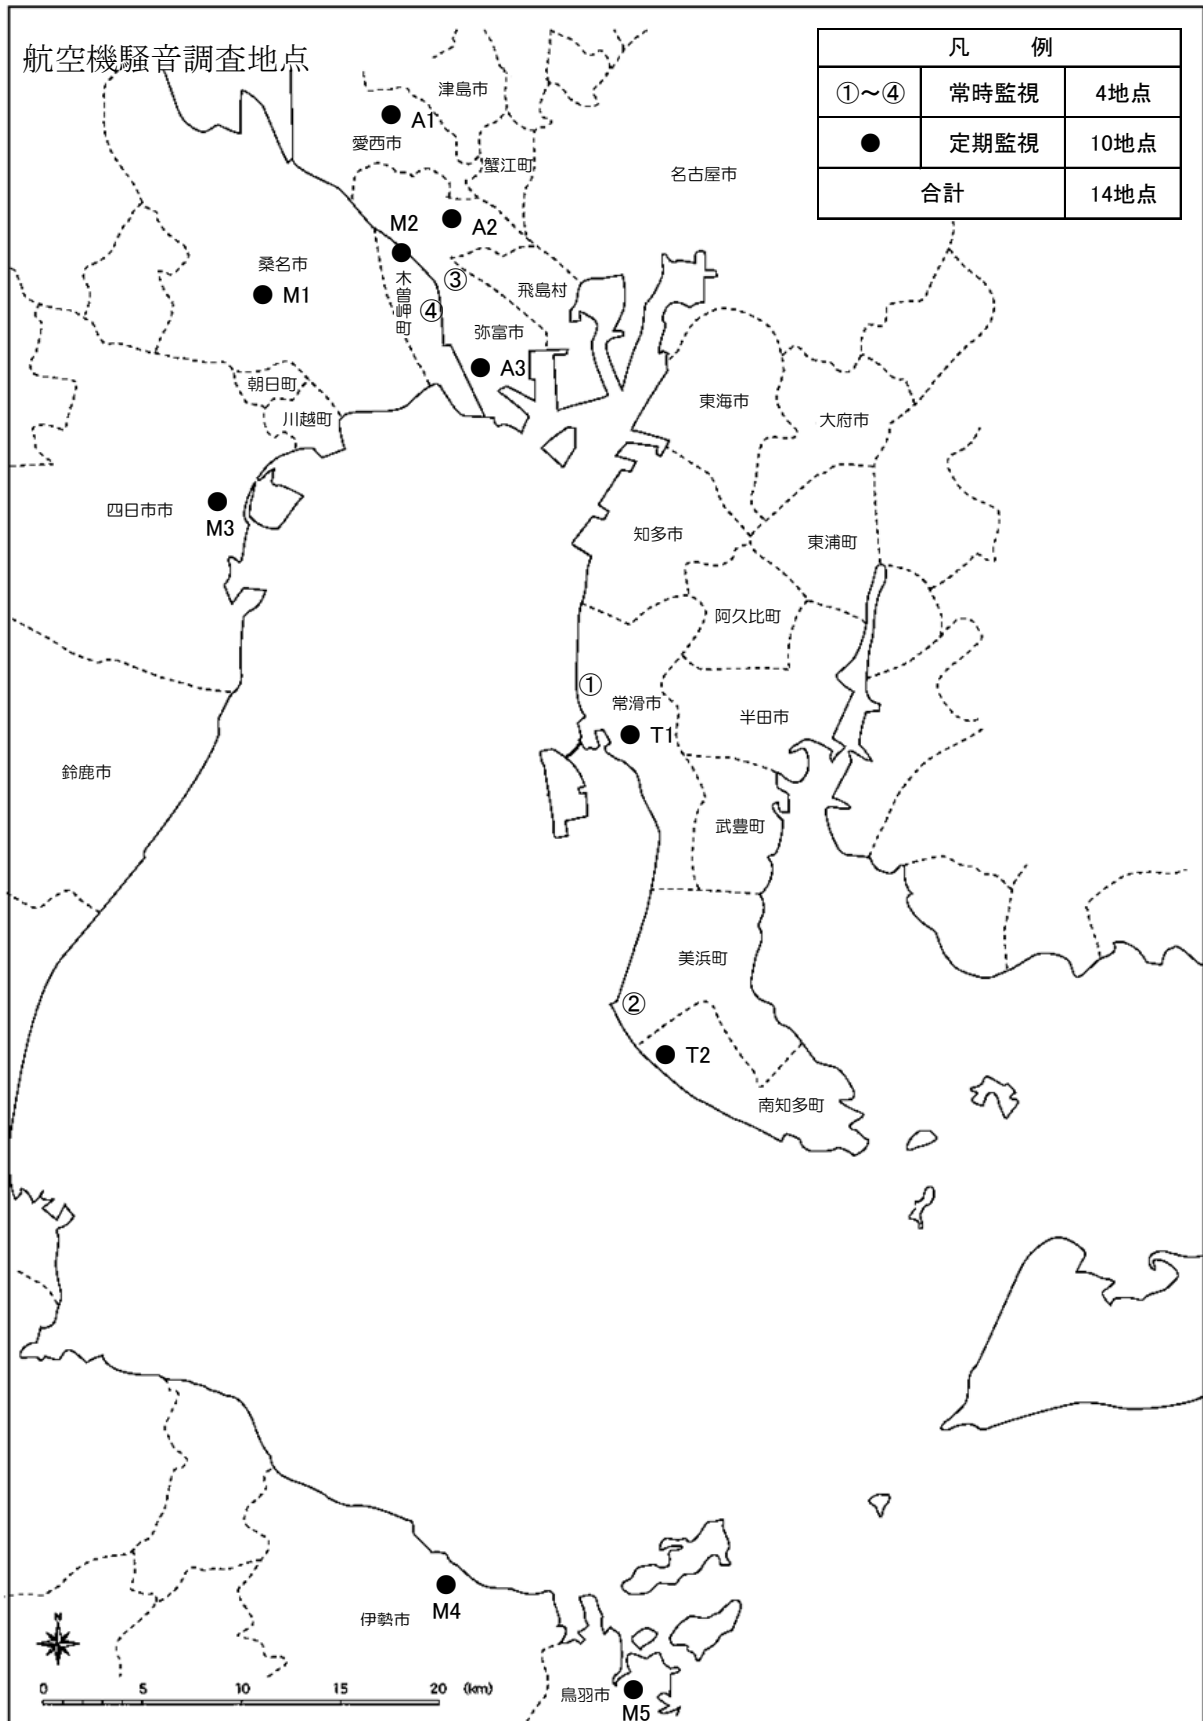 航空機騒音調査地点
凡　例
①～④ 常時監視 4地点
● 定期監視 10地点
合計 14地点
津島市
A1
愛西市
蟹江町
名古屋市
M2
A2
桑名市
③
木曽岬町
飛島村
M1
④
弥富市
A3
朝日町
東海市
川越町
大府市
四日市市
M3
知多市
東浦町
阿久比町
①
常滑市
半田市
T1
鈴鹿市
武豊町
美浜町
②
T2
南知多町
M4
伊勢市
N
0 5 10 15 20 (km)
鳥羽市
M5